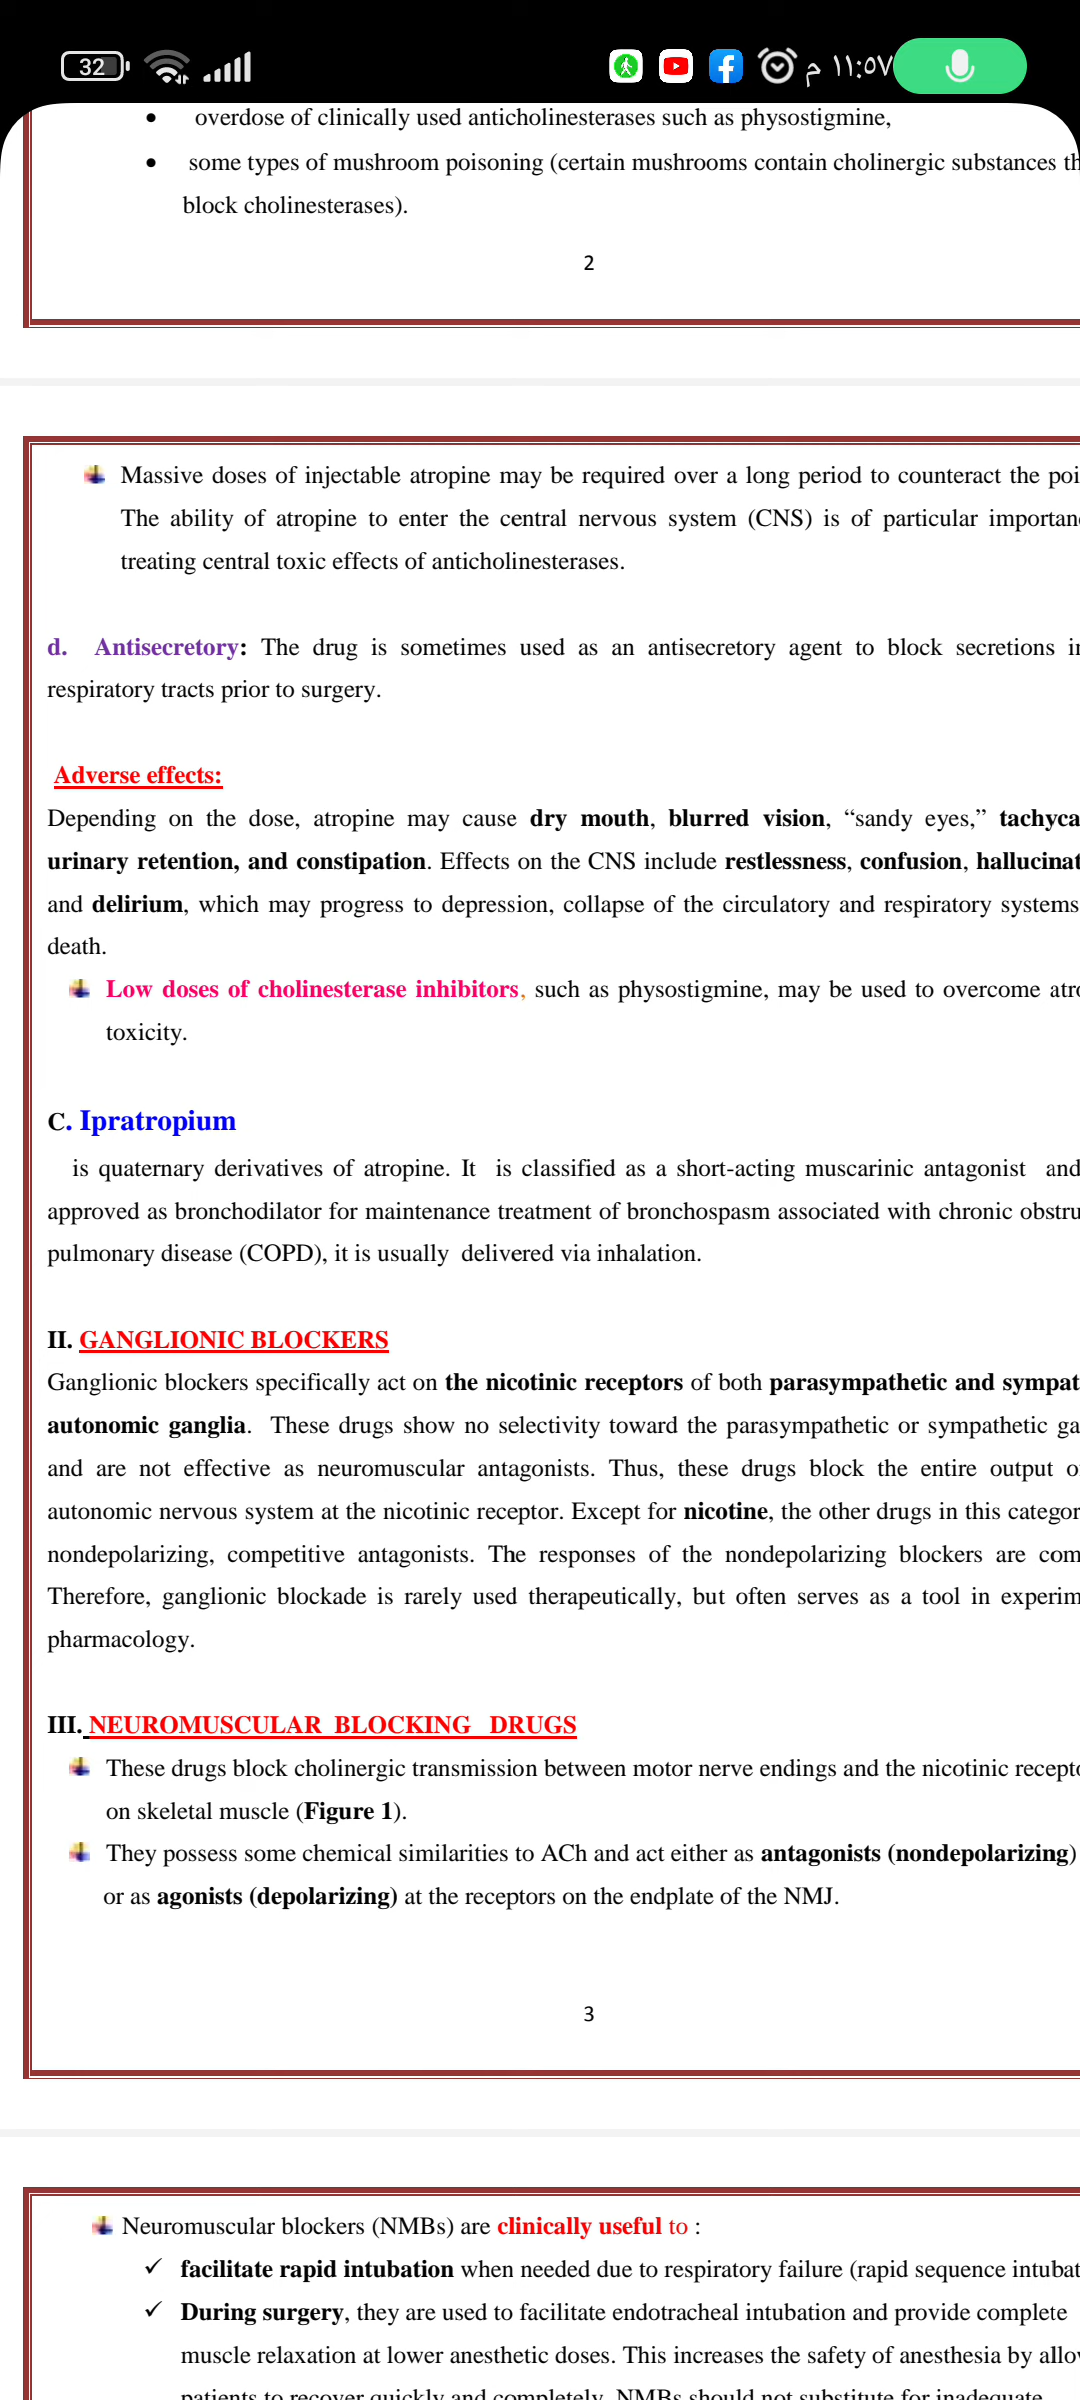 32
م ١١:٥٧
overdose of clinically used anticholinesterases such as physostigmine,
some types of mushroom poisoning (certain mushrooms contain cholinergic substances
block cholinesterases).
2
Massive doses of injectable atropine may be required over a long period to counteract the
The ability of atropine to enter the central nervous system (CNS) is of particular
treating central toxic effects of anticholinesterases.
d. Antisecretory: The drug is sometimes used as an antisecretory agent to block secretions
respiratory tracts prior to surgery.
Adverse effects:
Depending on the dose, atropine may cause dry mouth, blurred vision, “sandy eyes,”
urinary retention, and constipation. Effects on the CNS include restlessness, confusion,
and delirium, which may progress to depression, collapse of the circulatory and respiratory systems
death.
Low doses of cholinesterase inhibitors, such as physostigmine, may be used to overcome
toxicity.
C. Ipratropium
is quaternary derivatives of atropine. It is classified as a short-acting muscarinic antagonist and
approved as bronchodilator for maintenance treatment of bronchospasm associated with chronic
pulmonary disease (COPD), it is usually delivered via inhalation.
II. GANGLIONIC BLOCKERS
Ganglionic blockers specifically act on the nicotinic receptors of both parasympathetic and
autonomic ganglia. These drugs show no selectivity toward the parasympathetic or sympathetic
and are not effective as neuromuscular antagonists. Thus, these drugs block the entire output
autonomic nervous system at the nicotinic receptor. Except for nicotine, the other drugs in this
nondepolarizing, competitive antagonists. The responses of the nondepolarizing blockers are
Therefore, ganglionic blockade is rarely used therapeutically, but often serves as a tool in
pharmacology.
III. NEUROMUSCULAR BLOCKING DRUGS
These drugs block cholinergic transmission between motor nerve endings and the nicotinic
on skeletal muscle (Figure 1).
They possess some chemical similarities to ACh and act either as antagonists (nondepolarizing)
or as agonists (depolarizing) at the receptors on the endplate of the NMJ.
3
Neuromuscular blockers (NMBs) are clinically useful to :
facilitate rapid intubation when needed due to respiratory failure (rapid sequence
During surgery, they are used to facilitate endotracheal intubation and provide complete
muscle relaxation at lower anesthetic doses. This increases the safety of anesthesia by
patients to recover quickly and completely. NMBs should not substitute for inadequate